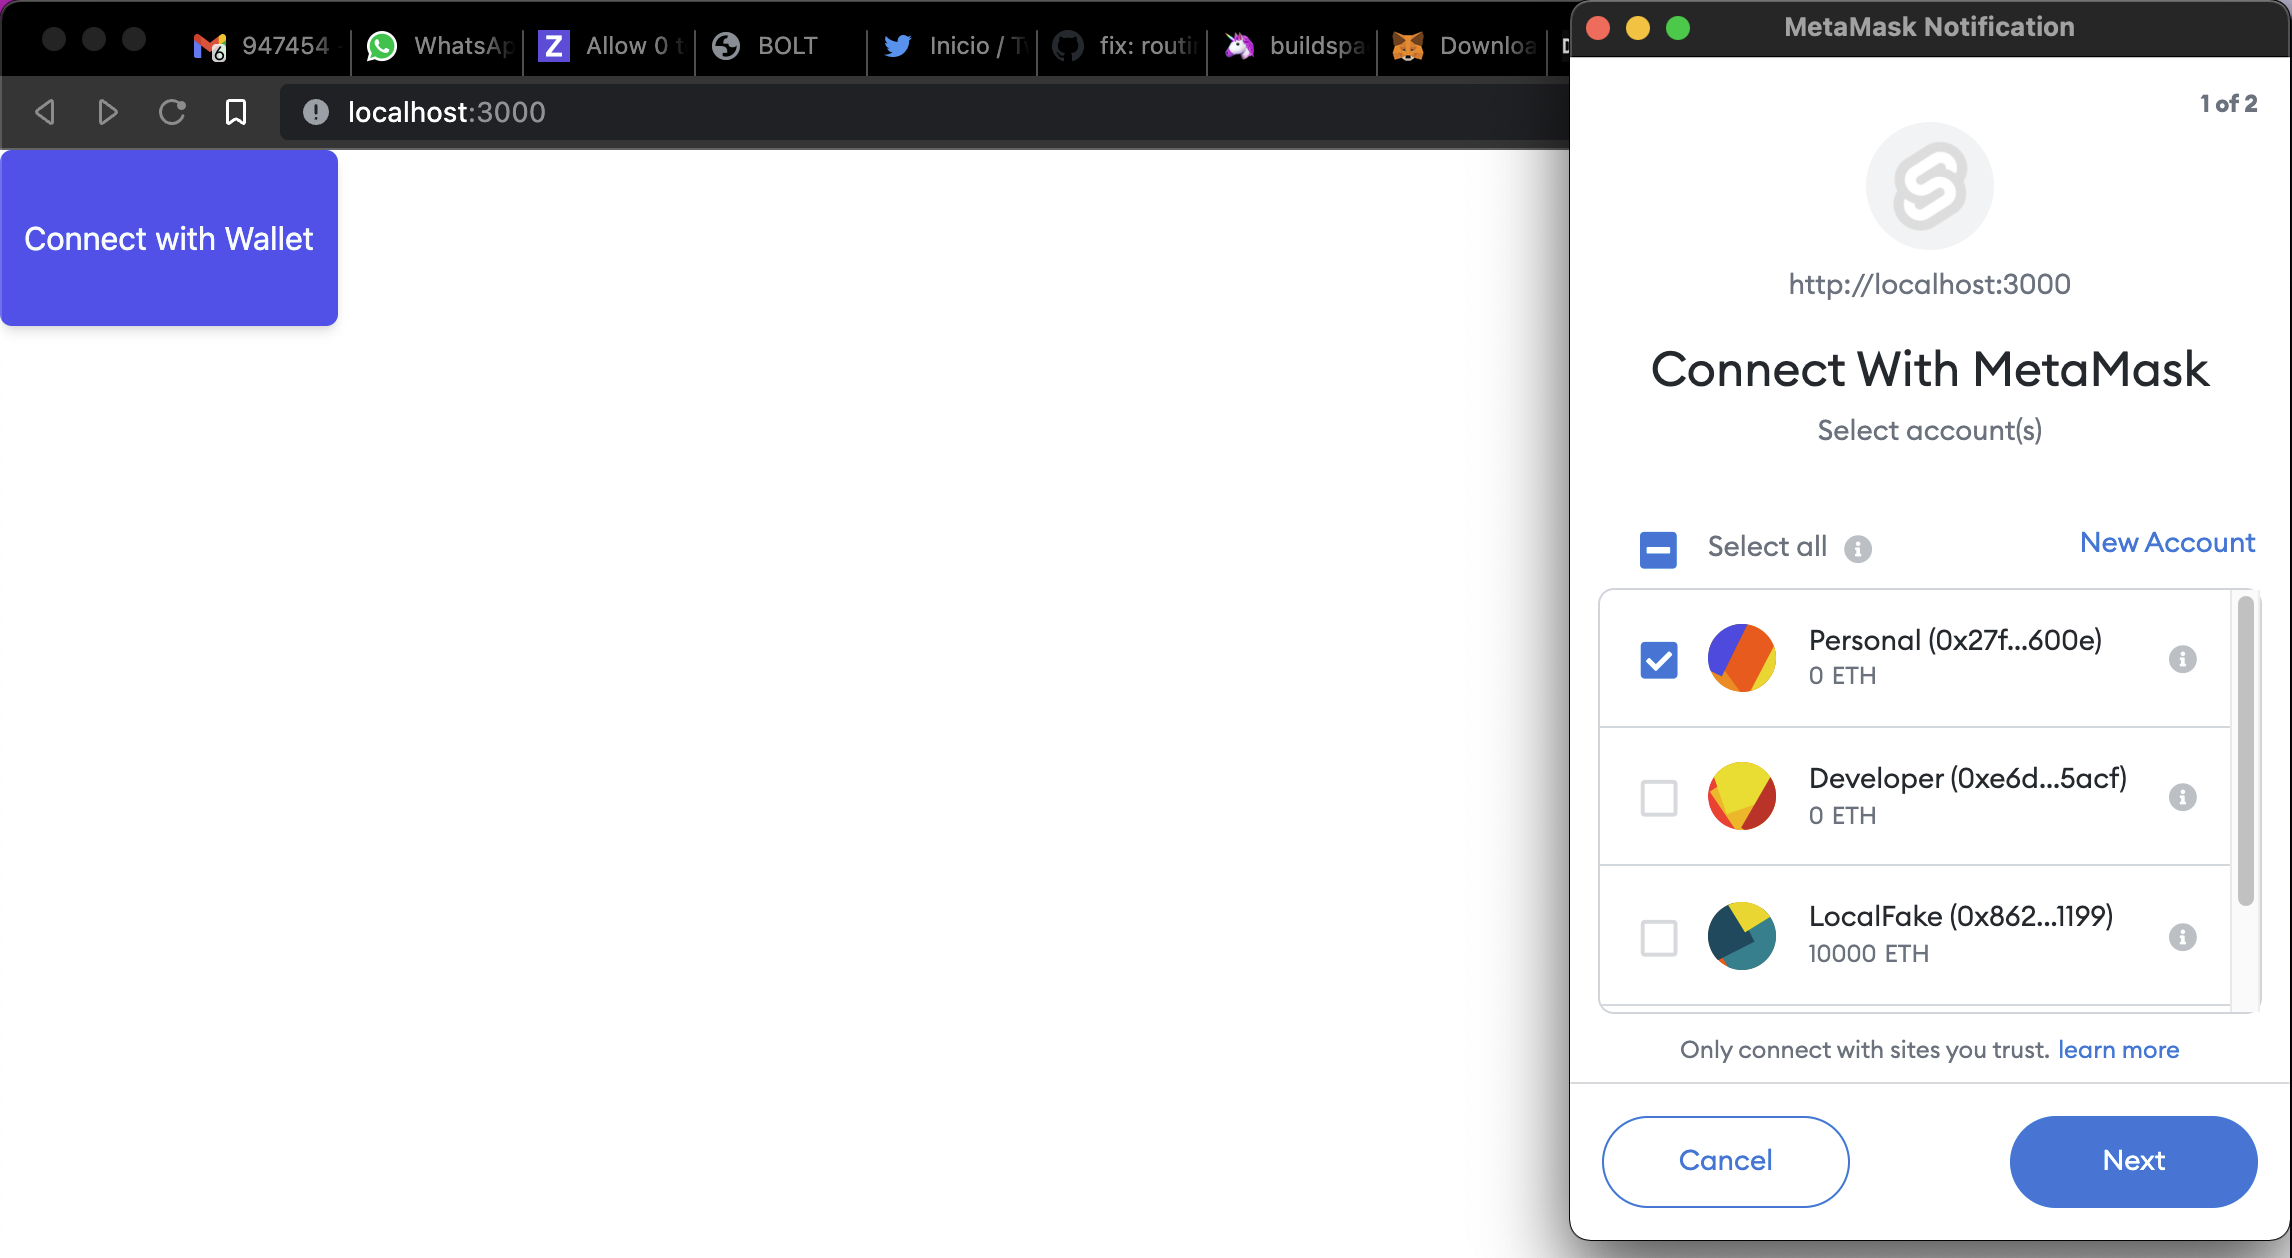 947454
WhatsAp
Z
Allow 0 t
BOLT
Inicio / Tw
fix: routin
buildspa
Downloa
localhost:3000
Connect with Wallet
MetaMask Notification
1 of 2
http://localhost:3000
Connect With MetaMask
Select account(s)
Select all
New Account
Personal (0x27f...600e)
0 ETH
Developer (0xe6d...5acf)
0 ETH
LocalFake (0x862...1199)
10000 ETH
Only connect with sites you trust. learn more
Cancel
Next